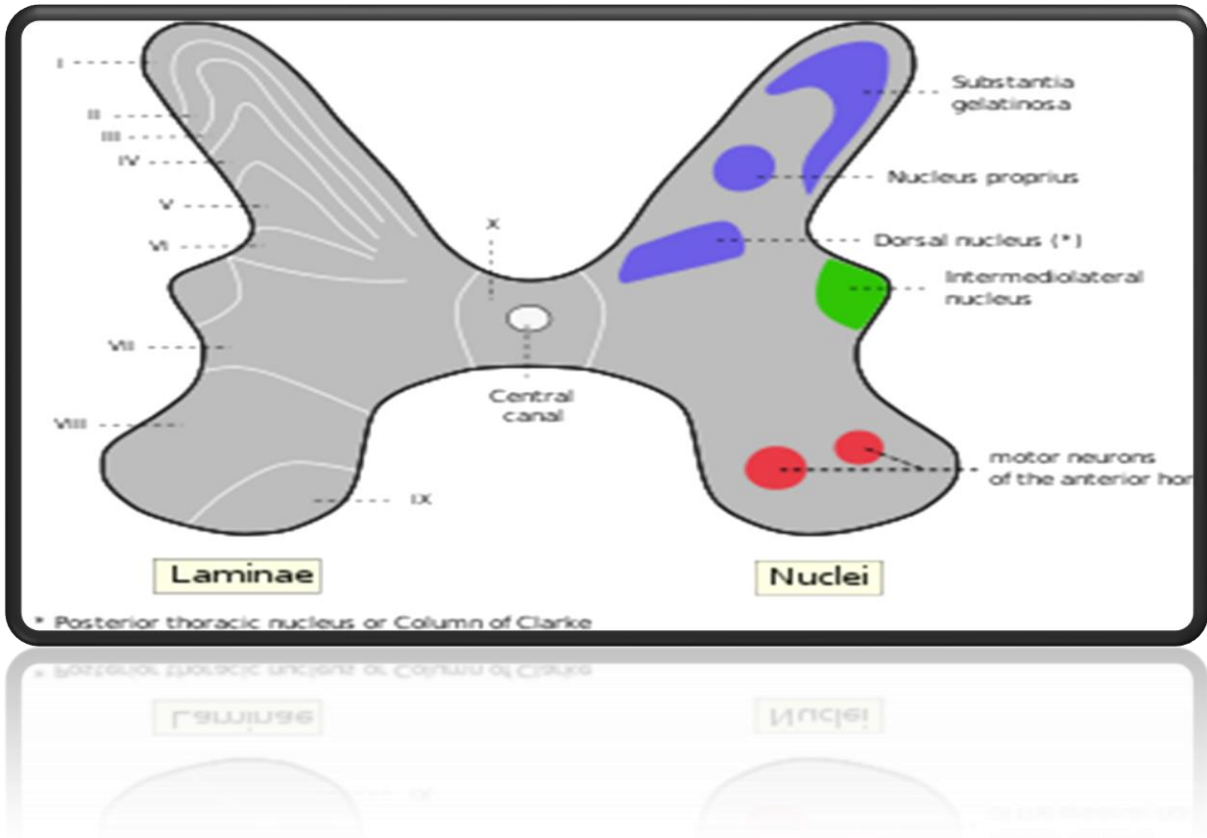 I
II
III
IV
V
VI
VII
VIII
IX
X
Central
canal
Substantia
gelatinosa
Nucleus proprius
Dorsal nucleus (*)
Intermediolateral
nucleus
motor neurons
of the anterior hor
Laminae
Nuclei
* Posterior thoracic nucleus or Column of Clarke